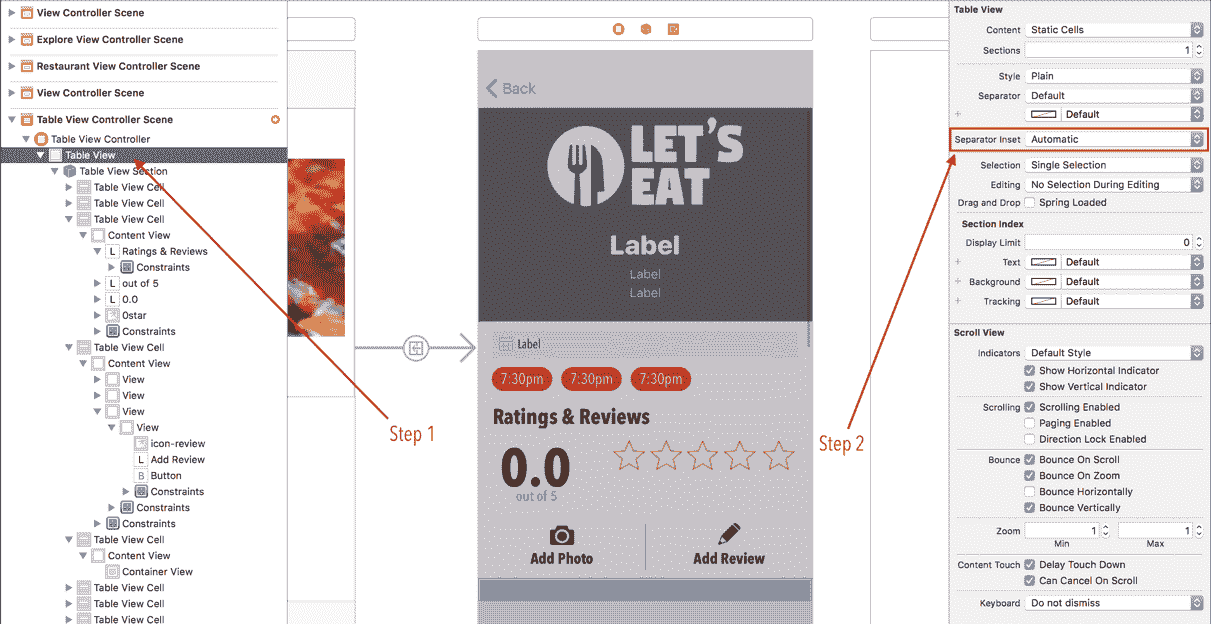 View Controller Scene
Explore View Controller Scene
Restaurant View Controller Scene
View Controller Scene
Table View Controller Scene
Table View Controller
Table View
Table View Section
Table View Cell
Table View Cell
Table View Cell
Content View
L Ratings & Reviews
Constraints
L out of 5
L 0.0
0star
Constraints
Table View Cell
Content View
View
View
View
View
icon-review
L Add Review
B Button
Constraints
Constraints
Constraints
Table View Cell
Content View
Container View
Table View Cell
Table View Cell
Table View Cell
Step 1
Back
LET'S
EAT
Label
Label
Label
Label
7:30pm 7:30pm 7:30pm
Ratings & Reviews
0.0
out of 5
Add Photo Add Review
Step 2
Table View
Content Static Cells
Sections 1
Style Plain
Separator Default
Default
Separator Inset Automatic
Selection Single Selection
Editing No Selection During Editing
Drag and Drop Spring Loaded
Section Index
Display Limit 0
Text Default
Background Default
Tracking Default
Scroll View
Indicators Default Style
Show Horizontal Indicator
Show Vertical Indicator
Scrolling Scrolling Enabled
Paging Enabled
Direction Lock Enabled
Bounce Bounce On Scroll
Bounce On Zoom
Bounce Horizontally
Bounce Vertically
Zoom 1 1
Min Max
Content Touch Delay Touch Down
Can Cancel On Scroll
Keyboard Do not dismiss